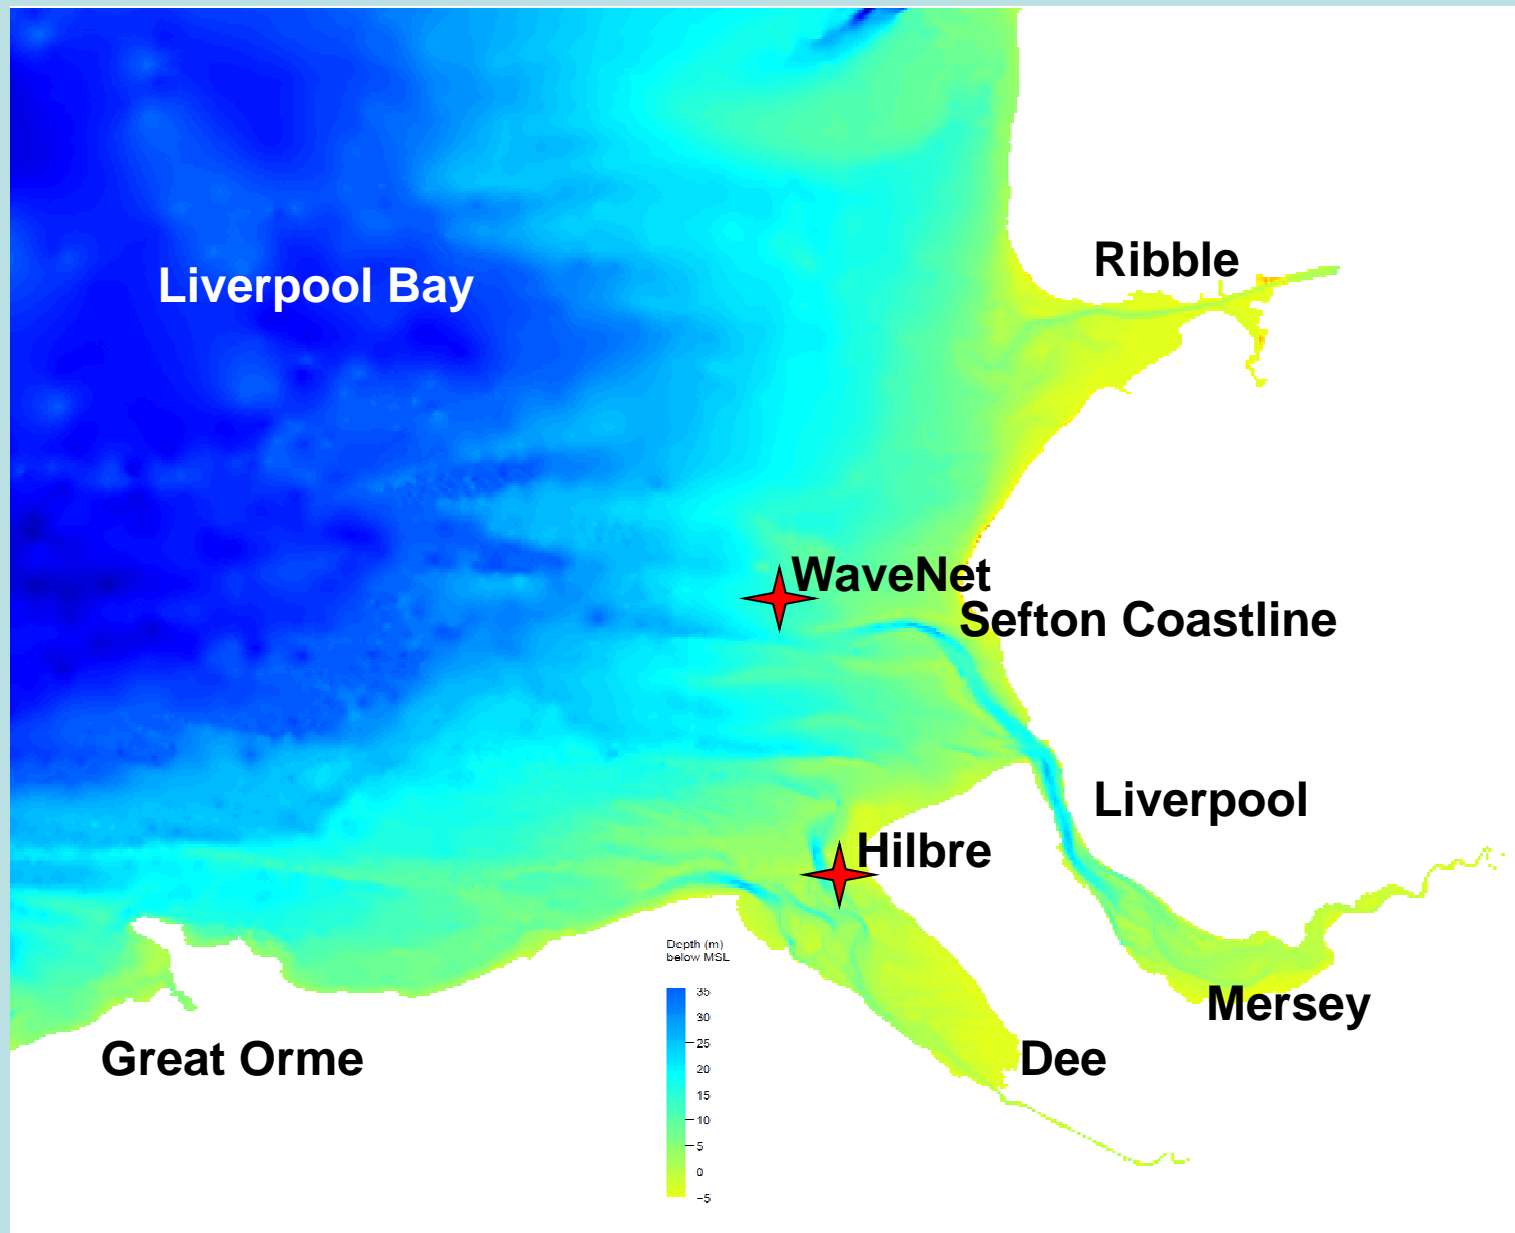 Ribble
Liverpool Bay
WaveNet
Sefton Coastline
Liverpool
Hilbre
Depth (m)
below MSL
35
30
25
20
15
10
5
0
-5
Mersey
Great Orme
Dee